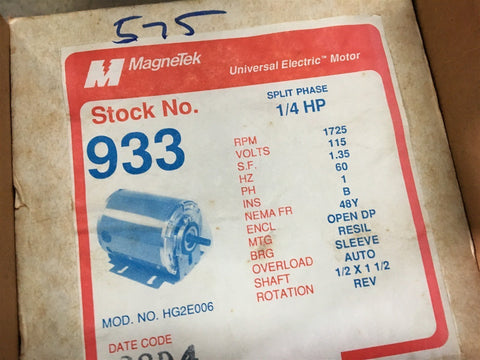 575
MagneTek
Universal Electric™ Motor
Stock No.
933
SPLIT PHASE
1/4 HP
RPM 1725
VOLTS 115
S.F. 1.35
HZ 60
PH 1
INS B
NEMA FR 48Y
ENCL OPEN DP
MTG RESIL
BRG SLEEVE
OVERLOAD AUTO
SHAFT 1/2 X 1 1/2
ROTATION REV
MOD. NO. HG2E006
DATE CODE